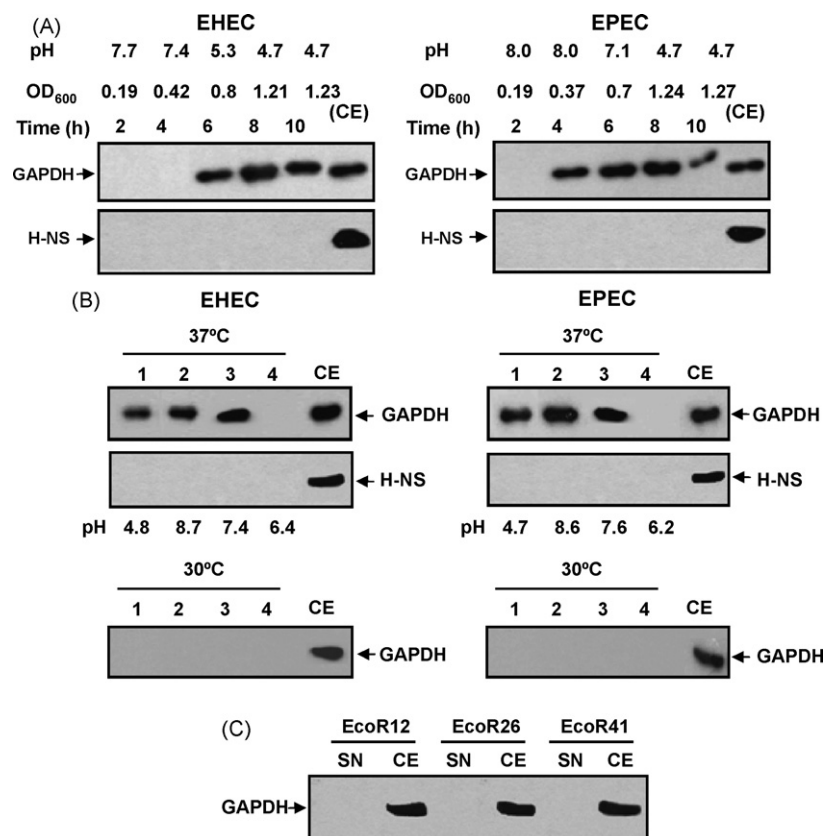 (A) EHEC EPEC
pH 7.7 7.4 5.3 4.7 4.7 pH 8.0 8.0 7.1 4.7 4.7
OD600 0.19 0.42 0.8 1.21 1.23 OD600 0.19 0.37 0.7 1.24 1.27
Time (h) 2 4 6 8 10 (CE) Time (h) 2 4 6 8 10 (CE)
GAPDH GAPDH
H-NS H-NS
(B) EHEC EPEC
37ºC 37ºC
1 2 3 4 CE 1 2 3 4 CE
GAPDH GAPDH
H-NS H-NS
pH 4.8 8.7 7.4 6.4 pH 4.7 8.6 7.6 6.2
30ºC 30ºC
1 2 3 4 CE 1 2 3 4 CE
GAPDH GAPDH
(C) EcoR12 EcoR26 EcoR41
SN CE SN CE SN CE
GAPDH